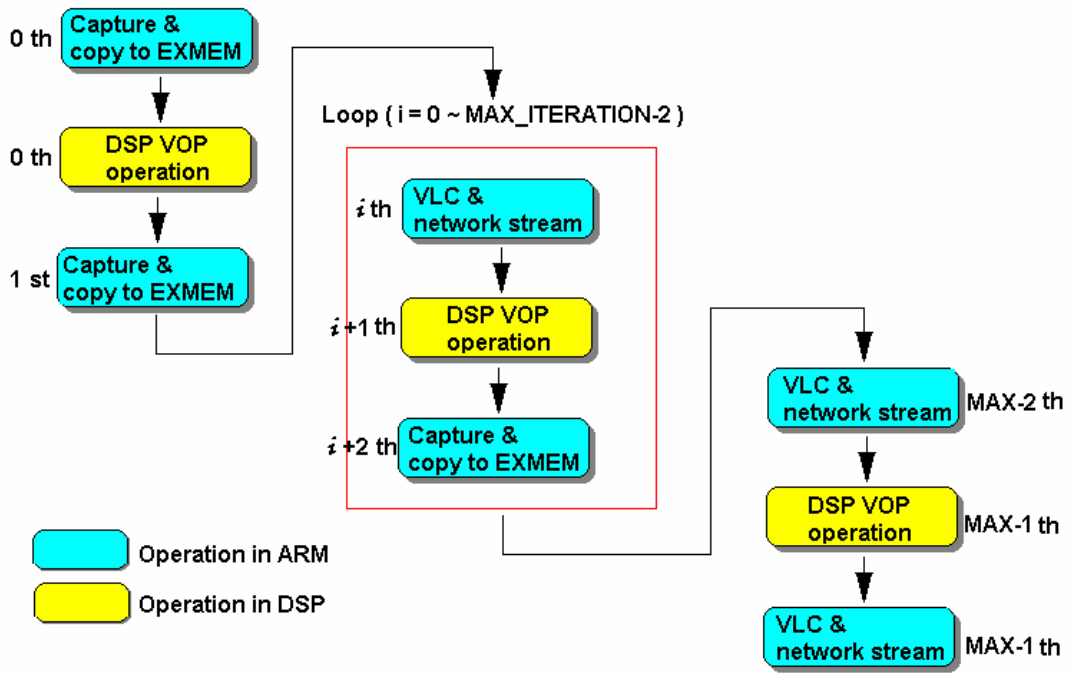 0 th
Capture &
copy to EXMEM
0 th
DSP VOP
operation
1 st
Capture &
copy to EXMEM
Loop ( i = 0 ~ MAX_ITERATION-2 )
i th
VLC &
network stream
i+1 th
DSP VOP
operation
i+2 th
Capture &
copy to EXMEM
VLC &
network stream
MAX-2 th
DSP VOP
operation
MAX-1 th
VLC &
network stream
MAX-1 th
Operation in ARM
Operation in DSP